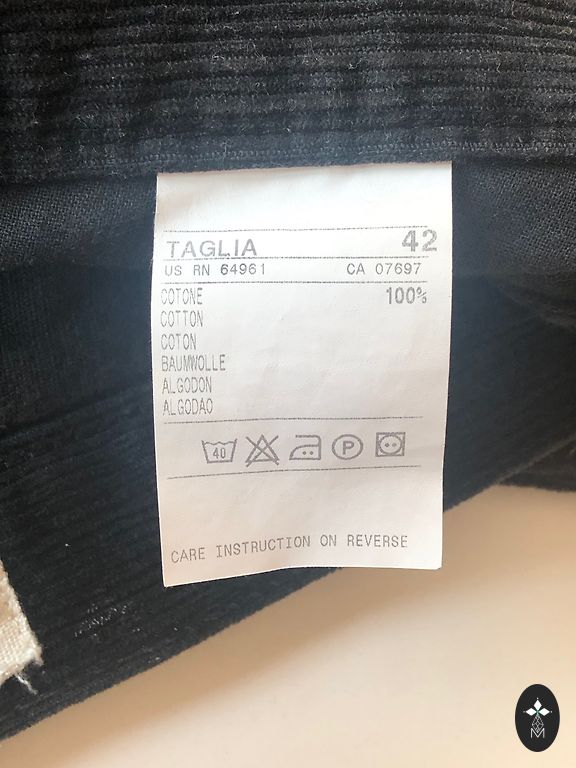 TAGLIA 42
US RN 64961 CA 07697
COTONE 100%
COTTON
COTON
BAUMWOLLE
ALGODON
ALGODAO
40 P
CARE INSTRUCTION ON REVERSE
M